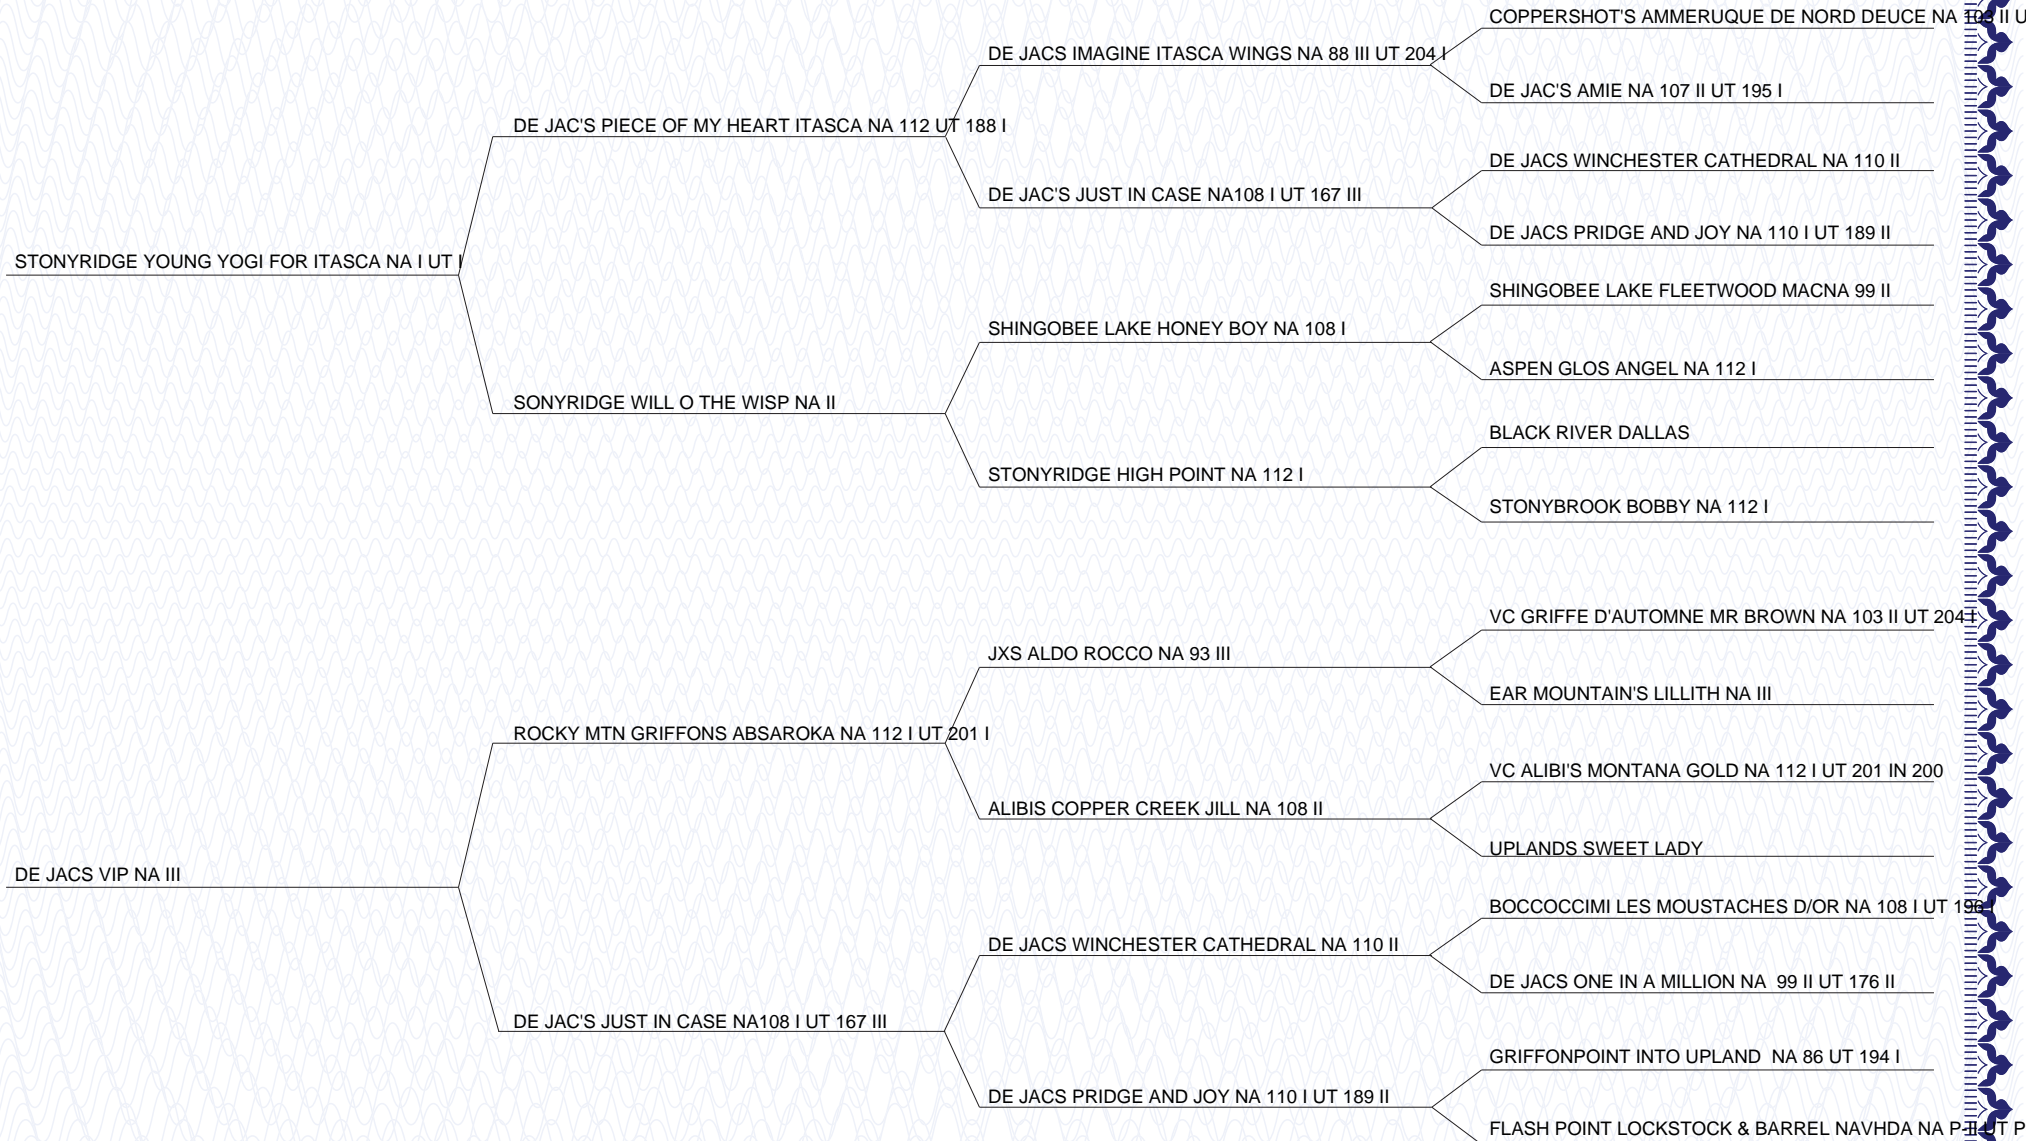 COPPERSHOT'S AMMERUQUE DE NORD DEUCE NA 103 II U
DE JACS IMAGINE ITASCA WINGS NA 88 III UT 204 I
DE JAC'S AMIE NA 107 II UT 195 I
DE JAC'S PIECE OF MY HEART ITASCA NA 112 UT 188 I
DE JACS WINCHESTER CATHEDRAL NA 110 II
DE JAC'S JUST IN CASE NA108 I UT 167 III
DE JACS PRIDGE AND JOY NA 110 I UT 189 II
STONYRIDGE YOUNG YOGI FOR ITASCA NA I UT I
SHINGOBEE LAKE FLEETWOOD MACNA 99 II
SHINGOBEE LAKE HONEY BOY NA 108 I
ASPEN GLOS ANGEL NA 112 I
SONYRIDGE WILL O THE WISP NA II
BLACK RIVER DALLAS
STONYRIDGE HIGH POINT NA 112 I
STONYBROOK BOBBY NA 112 I
VC GRIFFE D'AUTOMNE MR BROWN NA 103 II UT 204 I
JXS ALDO ROCCO NA 93 III
EAR MOUNTAIN'S LILLITH NA III
ROCKY MTN GRIFFONS ABSAROKA NA 112 I UT 201 I
VC ALIBI'S MONTANA GOLD NA 112 I UT 201 IN 200
ALIBIS COPPER CREEK JILL NA 108 II
UPLANDS SWEET LADY
DE JACS VIP NA III
BOCCOCCIMI LES MOUSTACHES D/OR NA 108 I UT 196 I
DE JACS WINCHESTER CATHEDRAL NA 110 II
DE JACS ONE IN A MILLION NA  99 II UT 176 II
DE JAC'S JUST IN CASE NA108 I UT 167 III
GRIFFONPOINT INTO UPLAND  NA 86 UT 194 I
DE JACS PRIDGE AND JOY NA 110 I UT 189 II
FLASH POINT LOCKSTOCK & BARREL NAVHDA NA P-II UT P